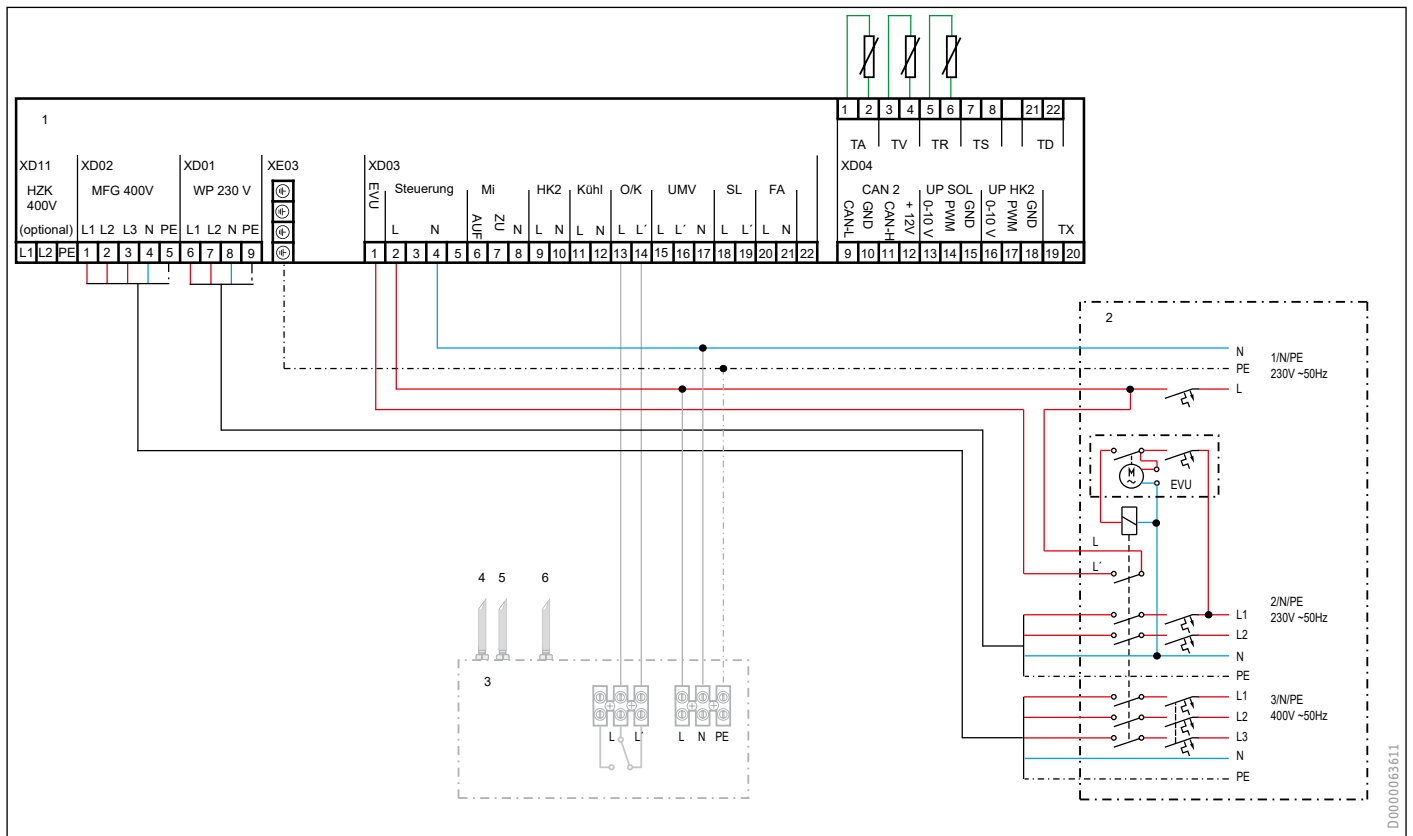 1 2 3 4 5 6 7 8 21 22
TA TV TR TS TD
1
XD11 XD02 XD01 XE03 XD03 XD04
HZK
400V
(optional)
MFG 400V
WP 230 V
EVU
Steuerung Mi HK2 Kühl O/K UMV SL FA
CAN 2 UP SOL UP HK2
L1 L2 L3 N PE L1 L2 N PE
L N AUF ZU N L N L N L L´ L L´ N L L´ L N
CAN-L GND CAN-H + 12V 0-10 V PWM GND 0-10 V PWM GND TX
L1 L2 PE 1 2 3 4 5 6 7 8 9
1 2 3 4 5 6 7 8 9 10 11 12 13 14 15 16 17 18 19 20 21 22
9 10 11 12 13 14 15 16 17 18 19 20
2
N
PE
L
1/N/PE
230V ~50Hz
M
~
EVU
L
L´
L1
L2
N
PE
2/N/PE
230V ~50Hz
L1
L2
L3
N
PE
3/N/PE
400V ~50Hz
4 5 6
3
L L´ L N PE
D0000063611